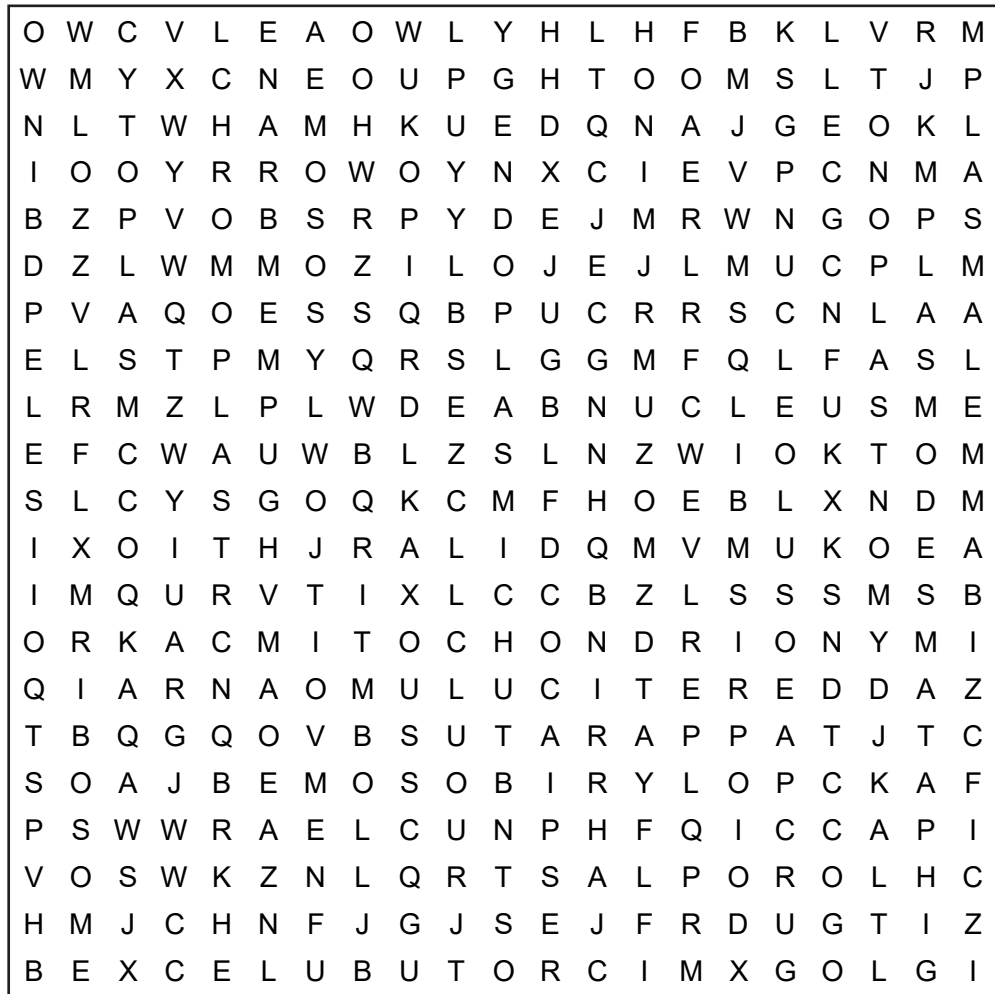 O W C V L E A O W L Y H L H F B K L V R M
W M Y X C N E O U P G H T O O M S L T J P
N L T W H A M H K U E D Q N A J G E O K L
I O O Y R R O W O Y N X C I E V P C N M A
B Z P V O B S R P Y D E J M R W N G O P S
D Z L W M M O Z I L O J E J L M U C P L M
P V A Q O E S S Q B P U C R R S C N L A A
E L S T P M Y Q R S L G G M F Q L F A S L
L R M Z L P L W D E A B N U C L E U S M E
E F C W A U W B L Z S L N Z W I O K T O M
S L C Y S G O Q K C M F H O E B L X N D M
I X O I T H J R A L I D Q M V M U K O E A
I M Q U R V T I X L C C B Z L S S S M S B
O R K A C M I T O C H O N D R I O N Y M I
Q I A R N A O M U L U C I T E R E D D A Z
T B Q G Q O V B S U T A R A P P A T J T C
S O A J B E M O S O B I R Y L O P C K A F
P S W W R A E L C U N P H F Q I C C A P I
V O S W K Z N L Q R T S A L P O R O L H C
H M J C H N F J G J S E J F R D U G T I Z
B E X C E L U B U T O R C I M X G O L G I